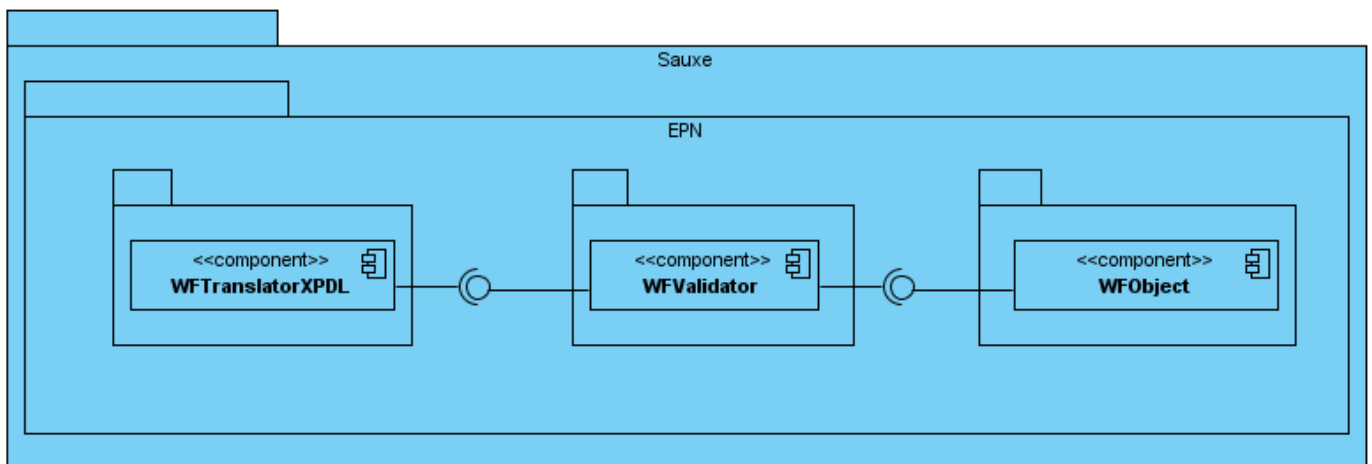 Sauxe
EPN
<<component>>
WFTranslatorXPDL
<<component>>
WFValidator
<<component>>
WFObject